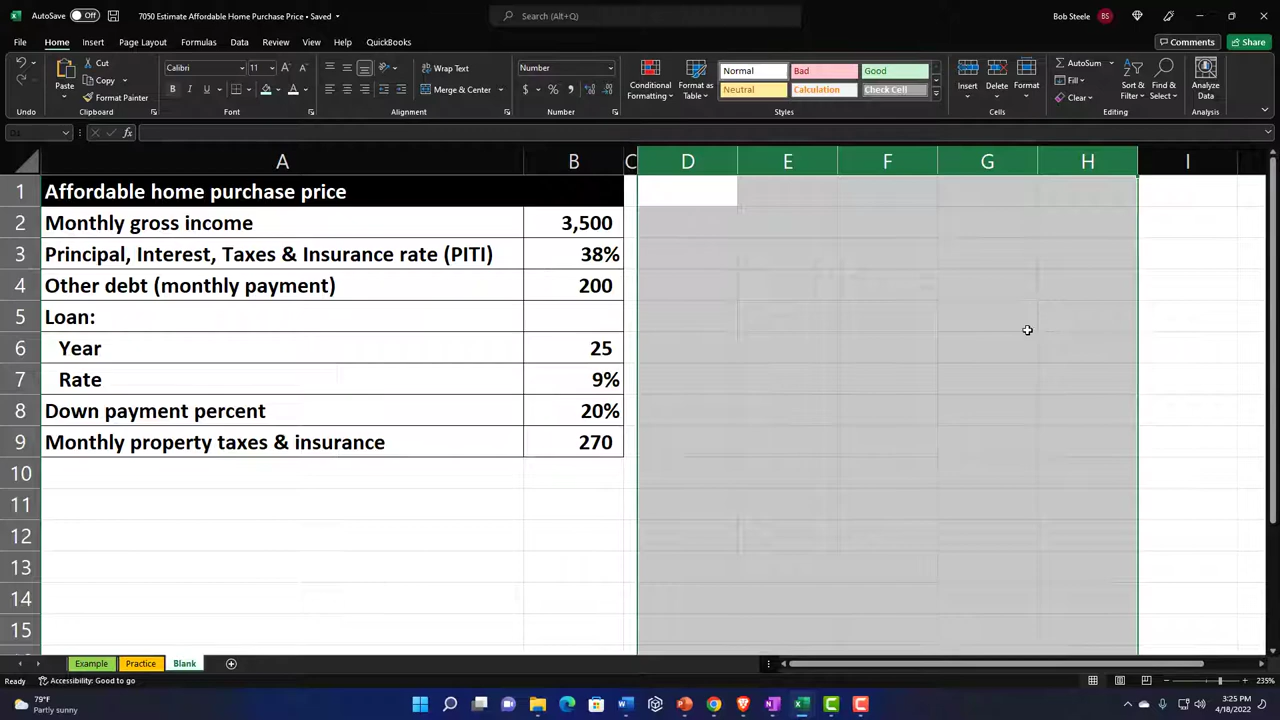 AutoSave Off 7050 Estimate Affordable Home Purchase Price • Saved Search (Alt+Q) Bob Steele BS
File Home Insert Page Layout Formulas Data Review View Help QuickBooks Comments Share
Paste Cut Copy Format Painter
Calibri 11
B I U
Wrap Text
Merge & Center
Number
$ % ,
Conditional Formatting Format as Table
Normal Bad Good
Neutral Calculation Check Cell
Insert Delete Format
AutoSum
Fill
Clear
Sort & Filter Find & Select Analyze Data
Undo Clipboard Font Alignment Number Styles Cells Editing Analysis
D1 fx
A B C D E F G H I
1 Affordable home purchase price
2 Monthly gross income 3,500
3 Principal, Interest, Taxes & Insurance rate (PITI) 38%
4 Other debt (monthly payment) 200
5 Loan:
6 Year 25
7 Rate 9%
8 Down payment percent 20%
9 Monthly property taxes & insurance 270
10
11
12
13
14
15
Example Practice Blank
Ready Accessibility: Good to go 235%
79°F
Partly sunny
3:25 PM
4/18/2022